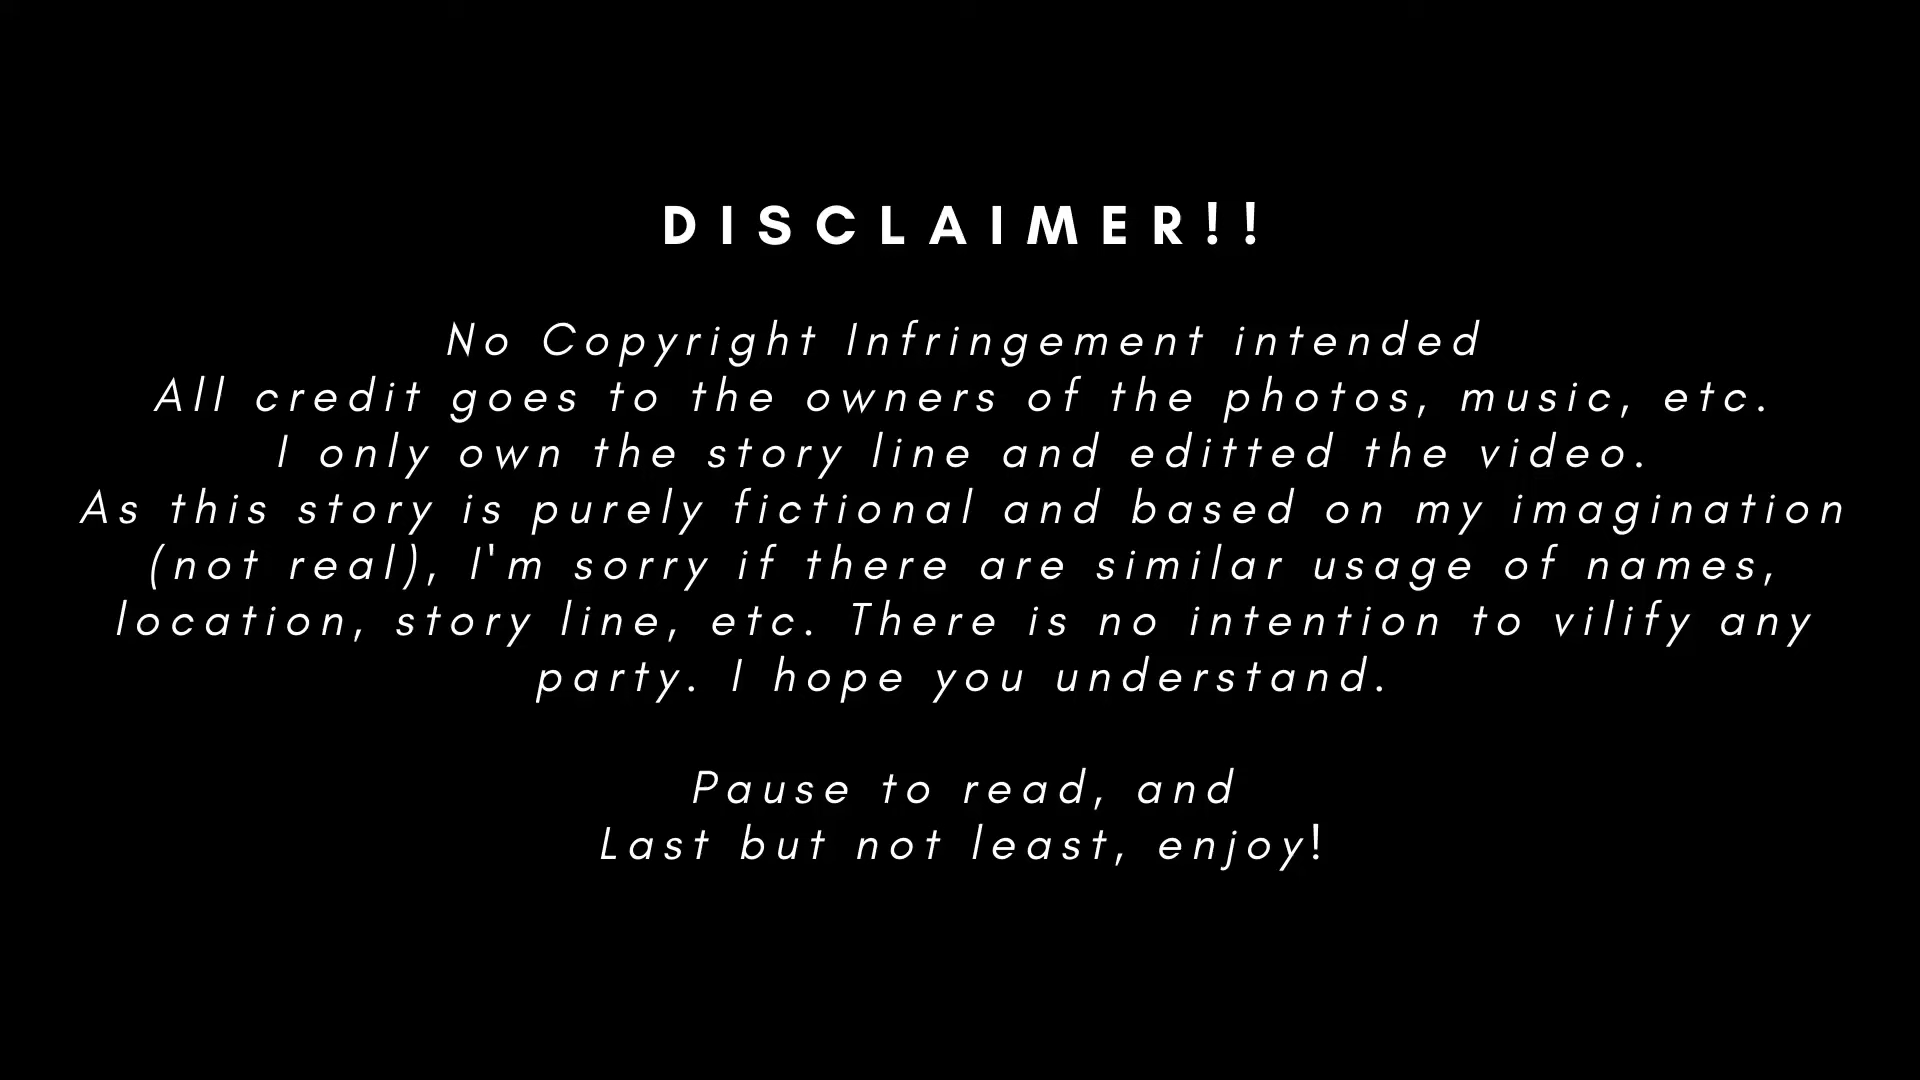 DISCLAIMER!!
No Copyright Infringement intended
All credit goes to the owners of the photos, music, etc.
I only own the story line and editted the video.
As this story is purely fictional and based on my imagination
(not real), I'm sorry if there are similar usage of names,
location, story line, etc. There is no intention to vilify any
party. I hope you understand.
Pause to read, and
Last but not least, enjoy!